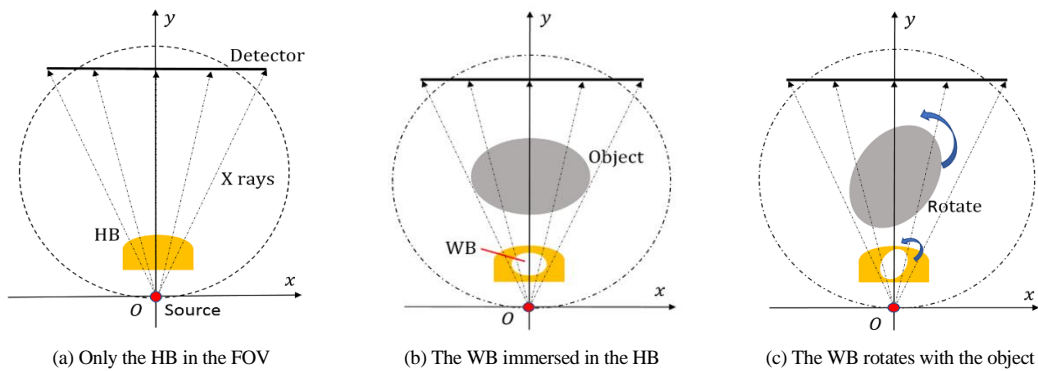 y
Detector
X rays
HB
x
O
Source
(a) Only the HB in the FOV
y
Object
WB
x
O
(b) The WB immersed in the HB
y
Rotate
x
O
(c) The WB rotates with the object